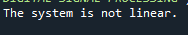 The system is not linear.